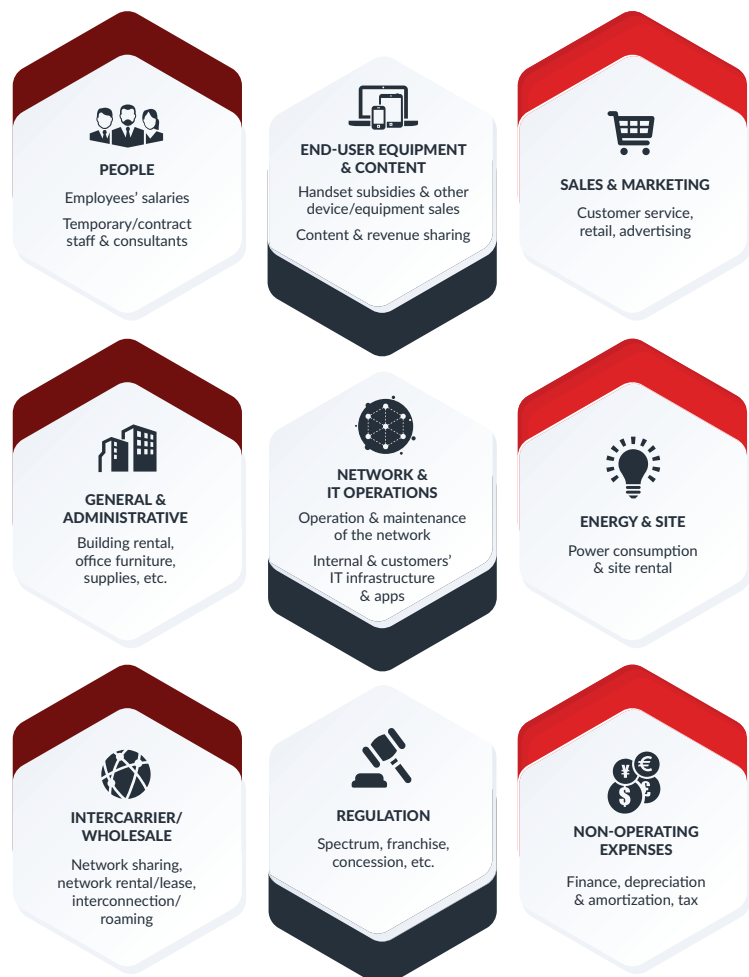 PEOPLE
Employees’ salaries
Temporary/contract
staff & consultants
END-USER EQUIPMENT
& CONTENT
Handset subsidies & other
device/equipment sales
Content & revenue sharing
SALES & MARKETING
Customer service,
retail, advertising
GENERAL &
ADMINISTRATIVE
Building rental,
office furniture,
supplies, etc.
NETWORK &
IT OPERATIONS
Operation & maintenance
of the network
Internal & customers’
IT infrastructure
& apps
ENERGY & SITE
Power consumption
& site rental
INTERCARRIER/
WHOLESALE
Network sharing,
network rental/lease,
interconnection/
roaming
REGULATION
Spectrum, franchise,
concession, etc.
¥ € $ £
NON-OPERATING
EXPENSES
Finance, depreciation
& amortization, tax